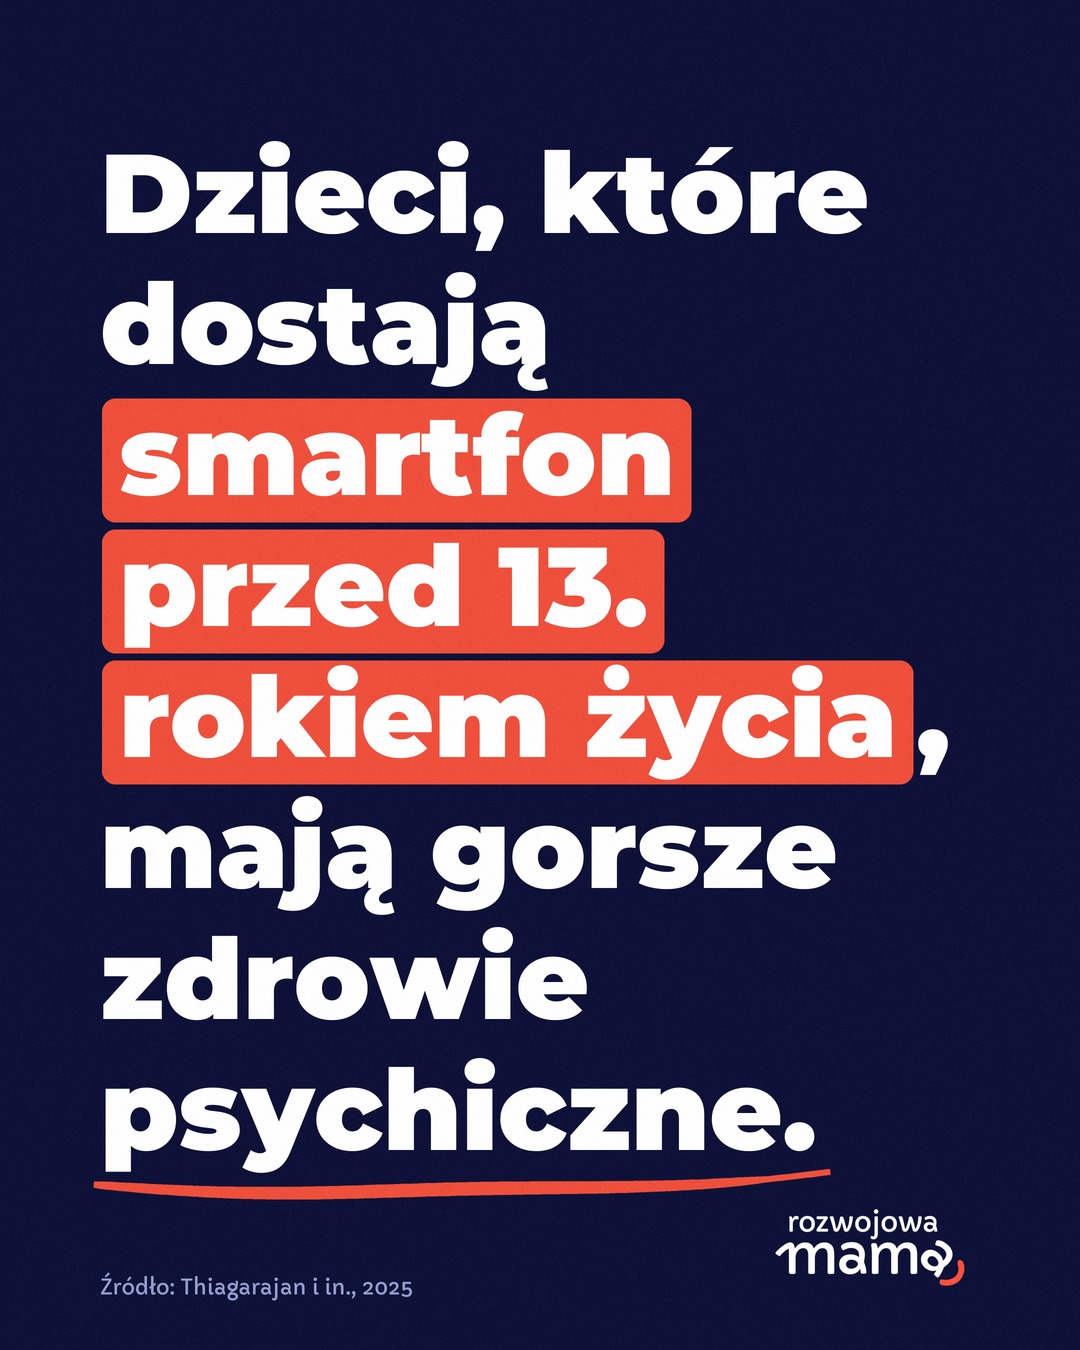 Dzieci, które
dostają
smartfon
przed 13.
rokiem życia,
mają gorsze
zdrowie
psychiczne.
rozwojowa
mama
Źródło: Thiagarajan i in., 2025